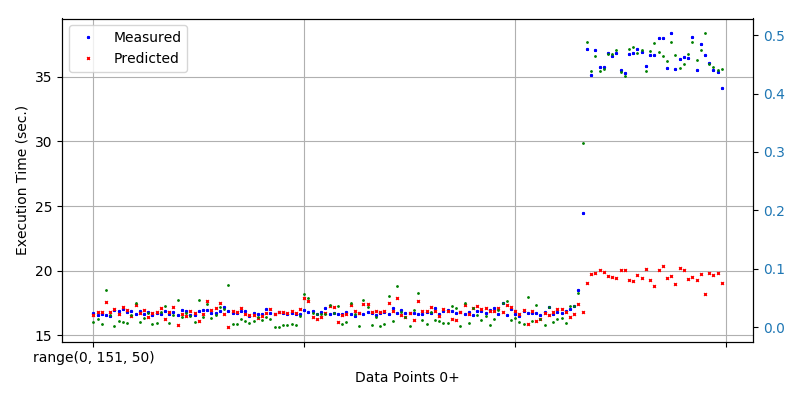 Measured
Predicted
Execution Time (sec.)
35
30
25
20
15
0.5
0.4
0.3
0.2
0.1
0.0
range(0, 151, 50)
Data Points 0+